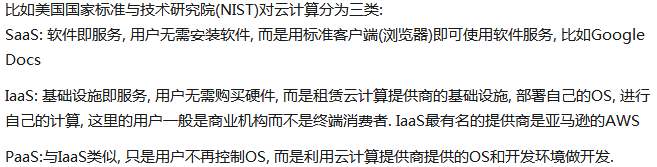 比如美国国家标准与技术研究院(NIST)对云计算分为三类:
SaaS: 软件即服务, 用户无需安装软件, 而是用标准客户端(浏览器)即可使用软件服务, 比如Google
Docs
IaaS: 基础设施即服务, 用户无需购买硬件, 而是租赁云计算提供商的基础设施, 部署自己的OS, 进行
自己的计算, 这里的用户一般是商业机构而不是终端消费者. IaaS最有名的提供商是亚马逊的AWS
PaaS:与IaaS类似, 只是用户不再控制OS, 而是利用云计算提供商提供的OS和开发环境做开发.